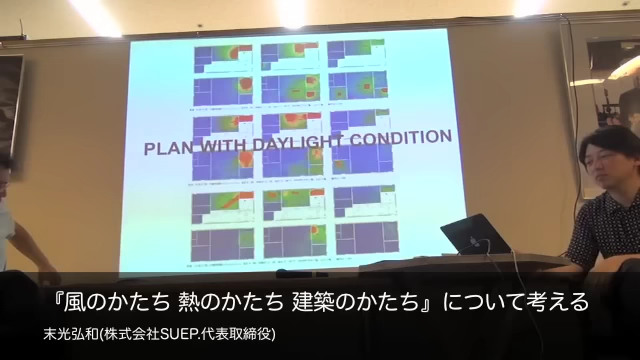 PLAN WITH DAYLIGHT CONDITION
『風のかたち 熱のかたち 建築のかたち』について考える
末光弘和(株式会社SUEP.代表取締役)